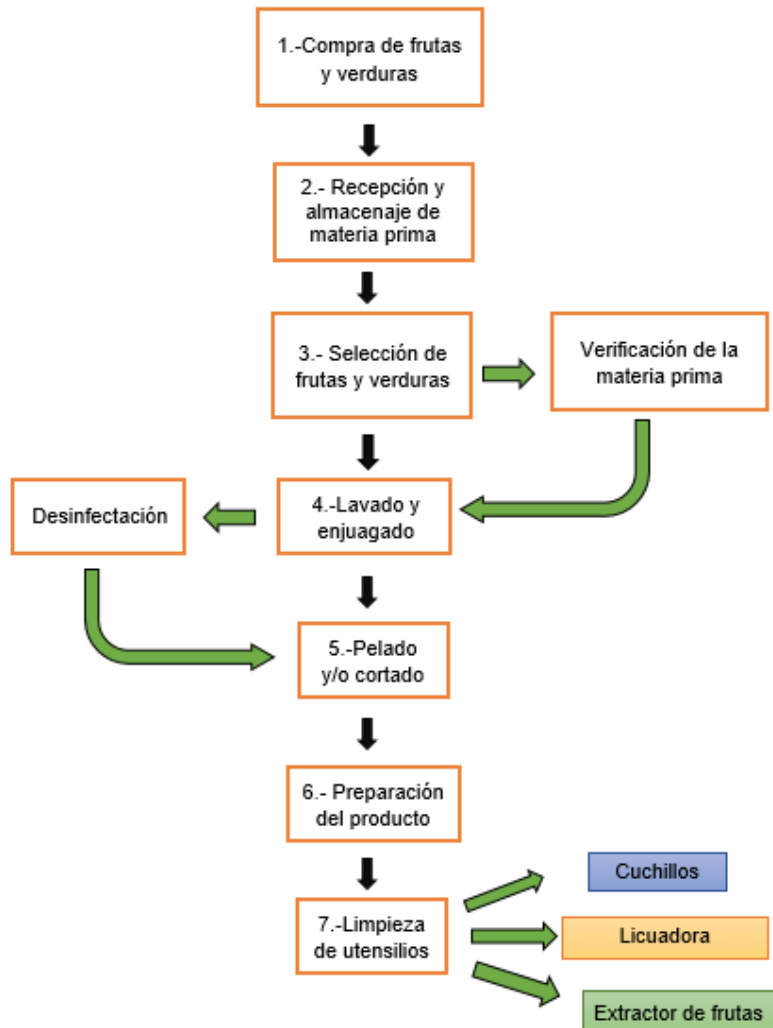 1.-Compra de frutas
y verduras
2.- Recepción y
almacenaje de
materia prima
3.- Selección de
frutas y verduras
Verificación de la
materia prima
Desinfectación
4.-Lavado y
enjuagado
5.-Pelado
y/o cortado
6.- Preparación
del producto
7.-Limpieza
de utensilios
Cuchillos
Licuadora
Extractor de frutas